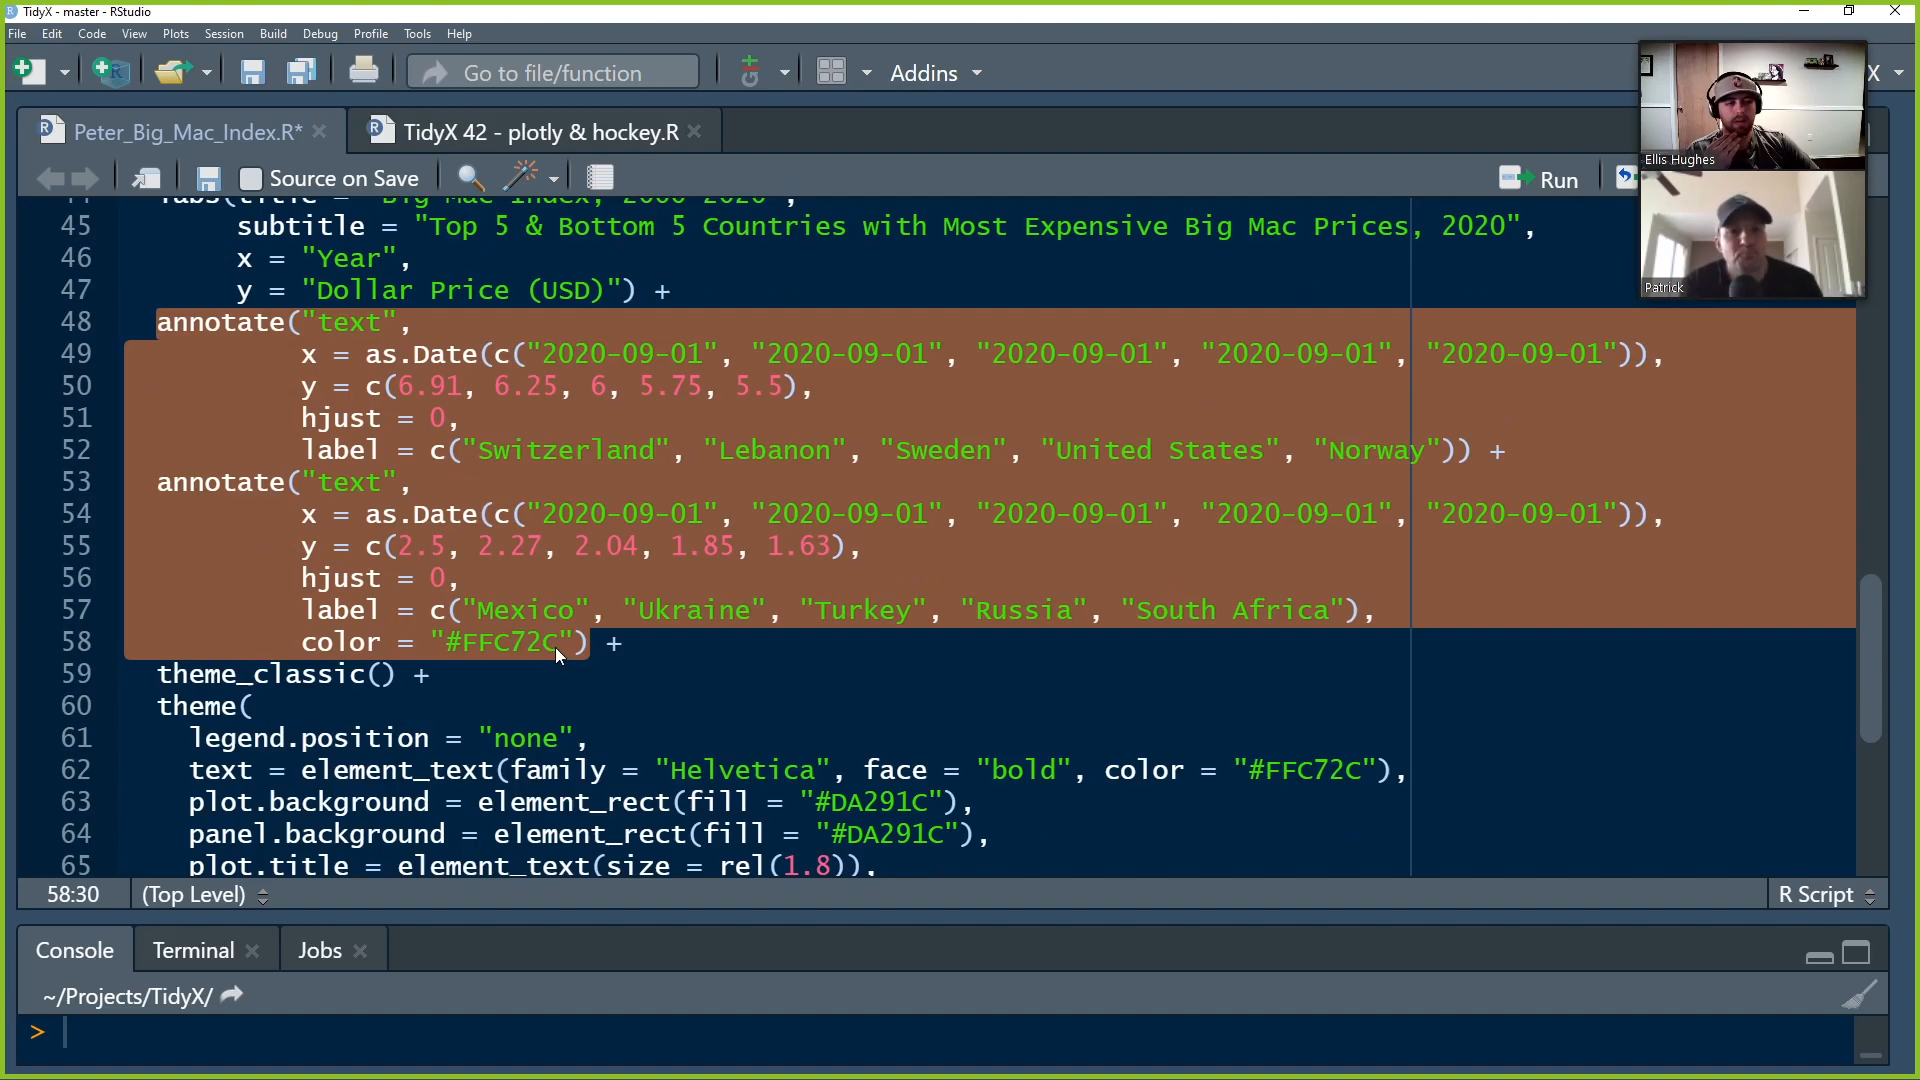 TidyX - master - RStudio
File Edit Code View Plots Session Build Debug Profile Tools Help
Go to file/function
Addins
X
Peter_Big_Mac_Index.R*
TidyX 42 - plotly & hockey.R
Ellis Hughes
Source on Save
Run
45 subtitle = "Top 5 & Bottom 5 Countries with Most Expensive Big Mac Prices, 2020",
46 x = "Year",
47 y = "Dollar Price (USD)") +
Patrick
48 annotate("text",
49 x = as.Date(c("2020-09-01", "2020-09-01", "2020-09-01", "2020-09-01", "2020-09-01")),
50 y = c(6.91, 6.25, 6, 5.75, 5.5),
51 hjust = 0,
52 label = c("Switzerland", "Lebanon", "Sweden", "United States", "Norway")) +
53 annotate("text",
54 x = as.Date(c("2020-09-01", "2020-09-01", "2020-09-01", "2020-09-01", "2020-09-01")),
55 y = c(2.5, 2.27, 2.04, 1.85, 1.63),
56 hjust = 0,
57 label = c("Mexico", "Ukraine", "Turkey", "Russia", "South Africa"),
58 color = "#FFC72C") +
59 theme_classic() +
60 theme(
61 legend.position = "none",
62 text = element_text(family = "Helvetica", face = "bold", color = "#FFC72C"),
63 plot.background = element_rect(fill = "#DA291C"),
64 panel.background = element_rect(fill = "#DA291C"),
65 plot.title = element_text(size = rel(1.8)),
58:30 (Top Level) R Script
Console Terminal Jobs
~/Projects/TidyX/
>